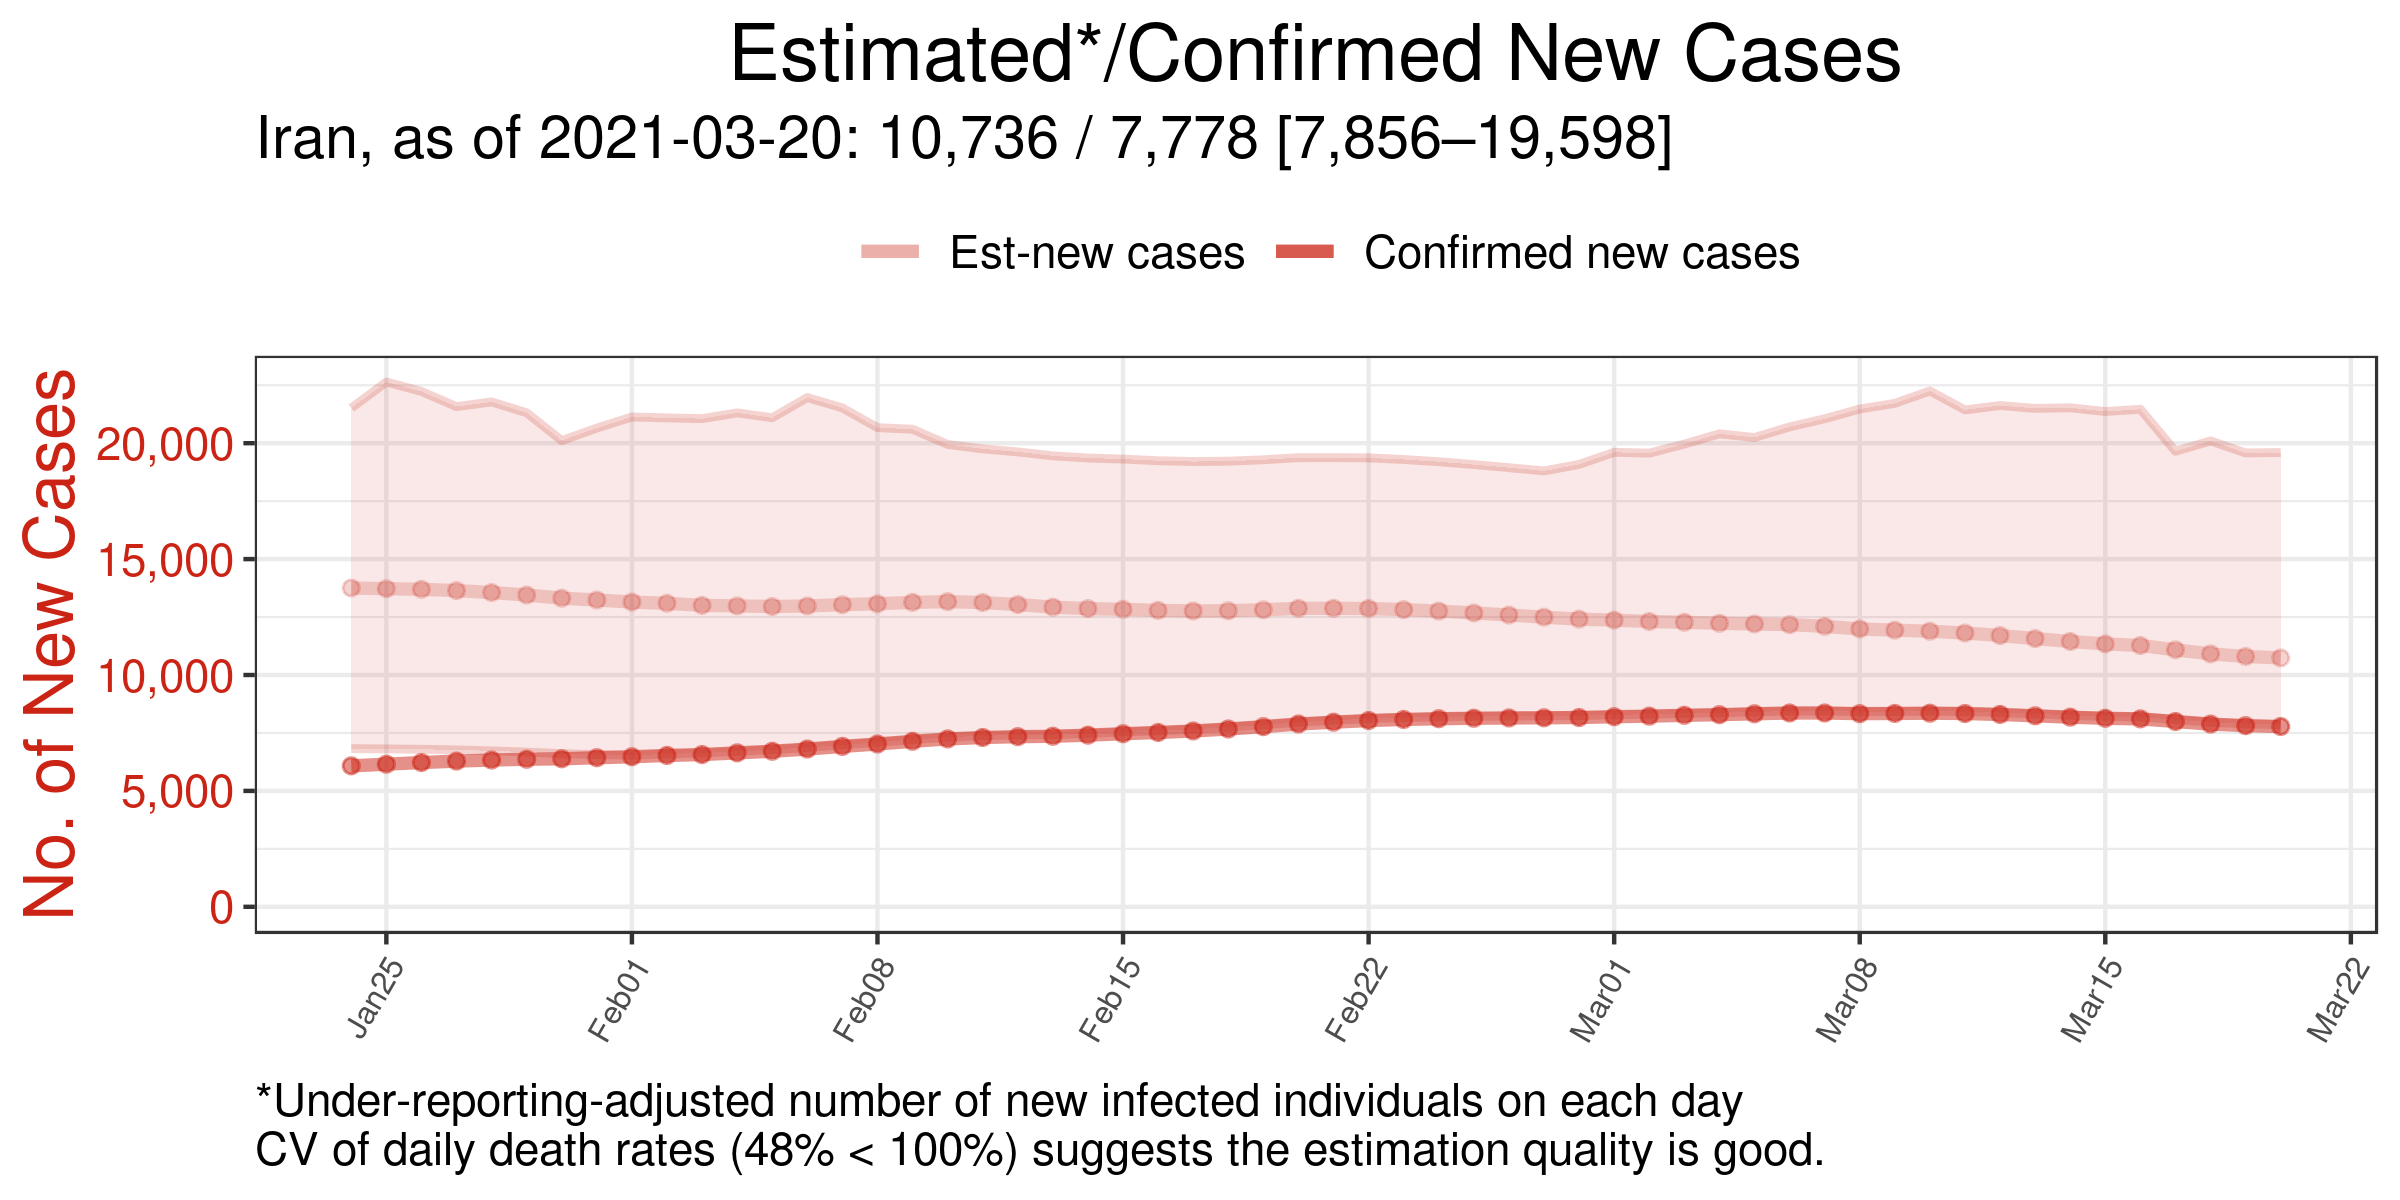 Estimated*/Confirmed New Cases
Iran, as of 2021-03-20: 10,736 / 7,778 [7,856–19,598]
Est-new cases
Confirmed new cases
No. of New Cases
20,000
15,000
10,000
5,000
0
Jan25
Feb01
Feb08
Feb15
Feb22
Mar01
Mar08
Mar15
Mar22
*Under-reporting-adjusted number of new infected individuals on each day
CV of daily death rates (48% < 100%) suggests the estimation quality is good.